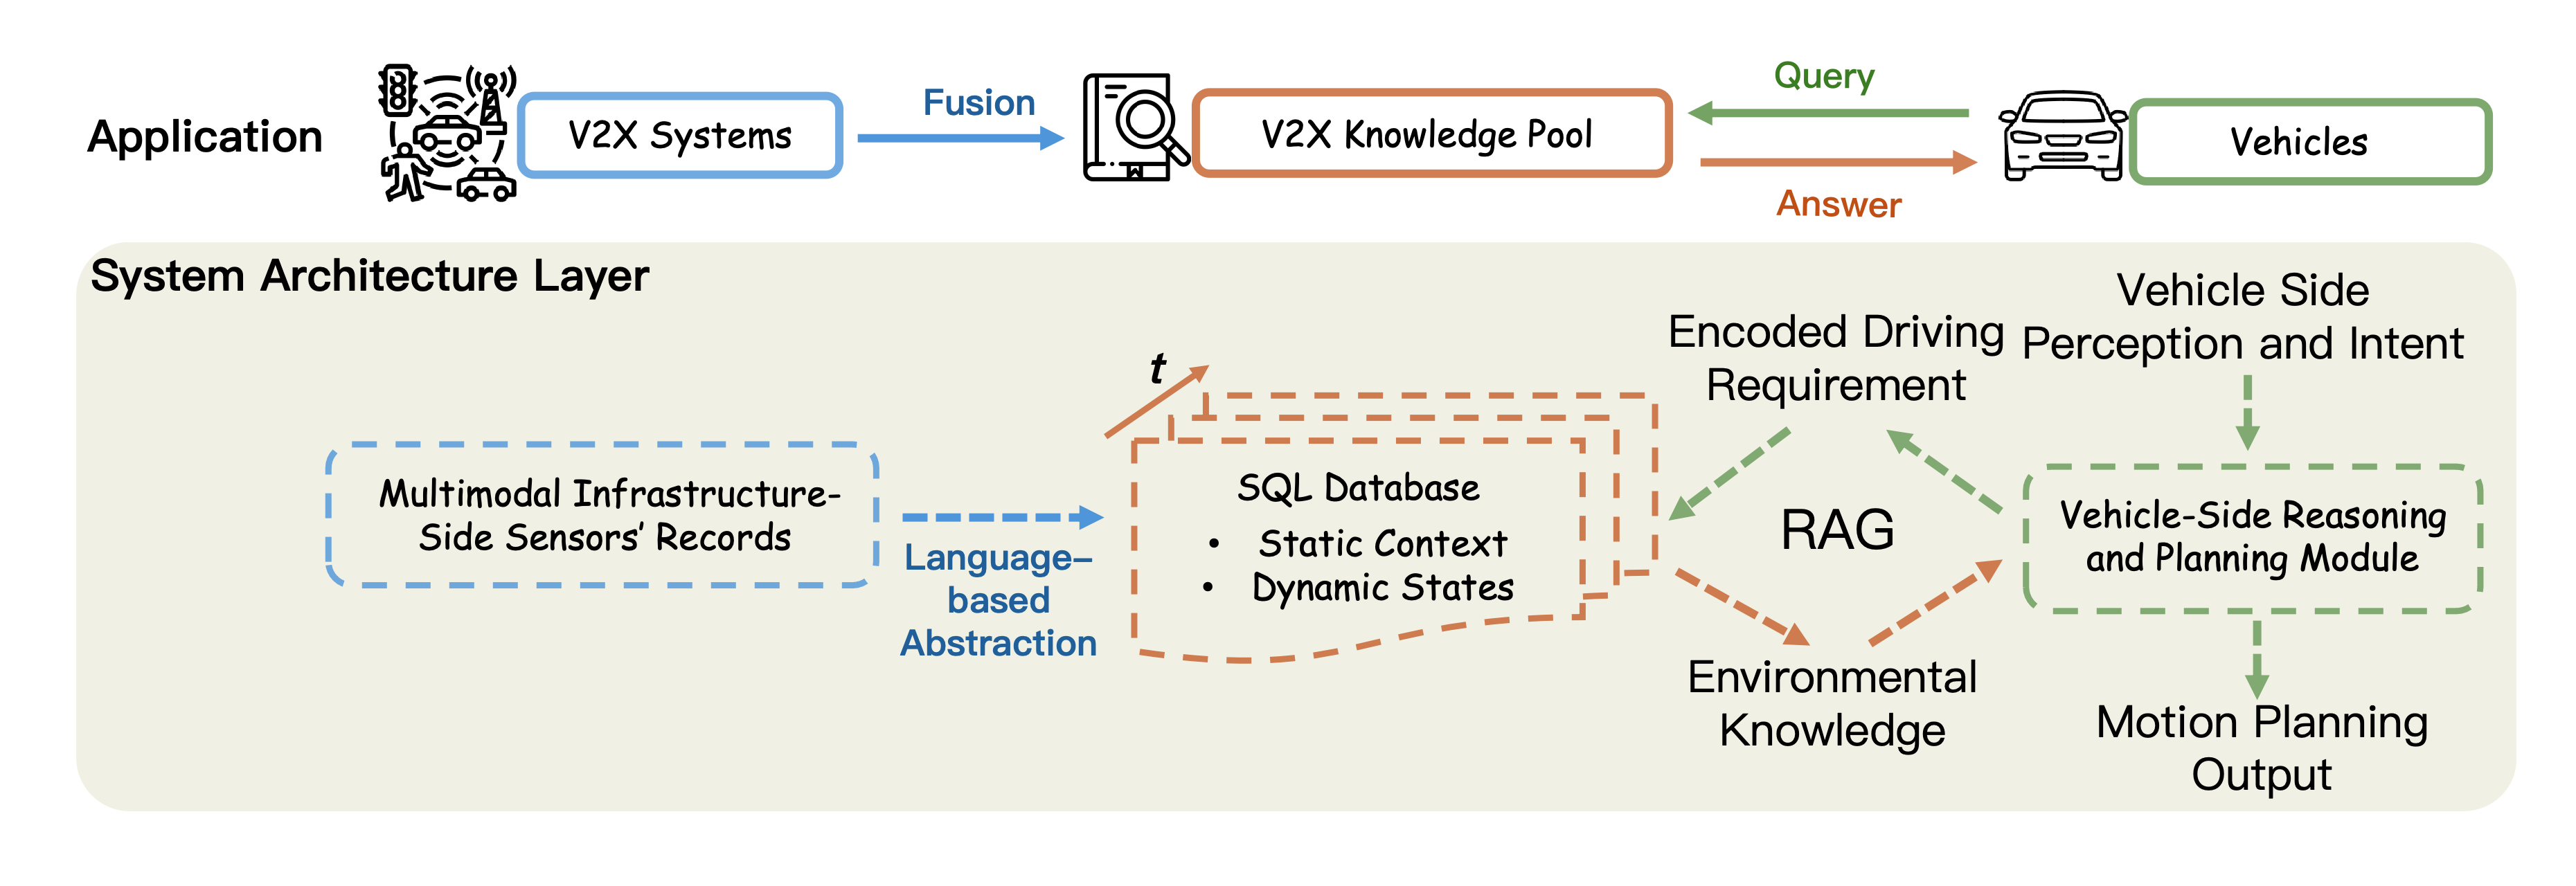 Application
V2X Systems
Fusion
V2X Knowledge Pool
Query
Answer
Vehicles
System Architecture Layer
Multimodal Infrastructure-
Side Sensors' Records
Language-
based
Abstraction
t
SQL Database
• Static Context
• Dynamic States
Encoded Driving
Requirement
RAG
Environmental
Knowledge
Vehicle Side
Perception and Intent
Vehicle-Side Reasoning
and Planning Module
Motion Planning
Output